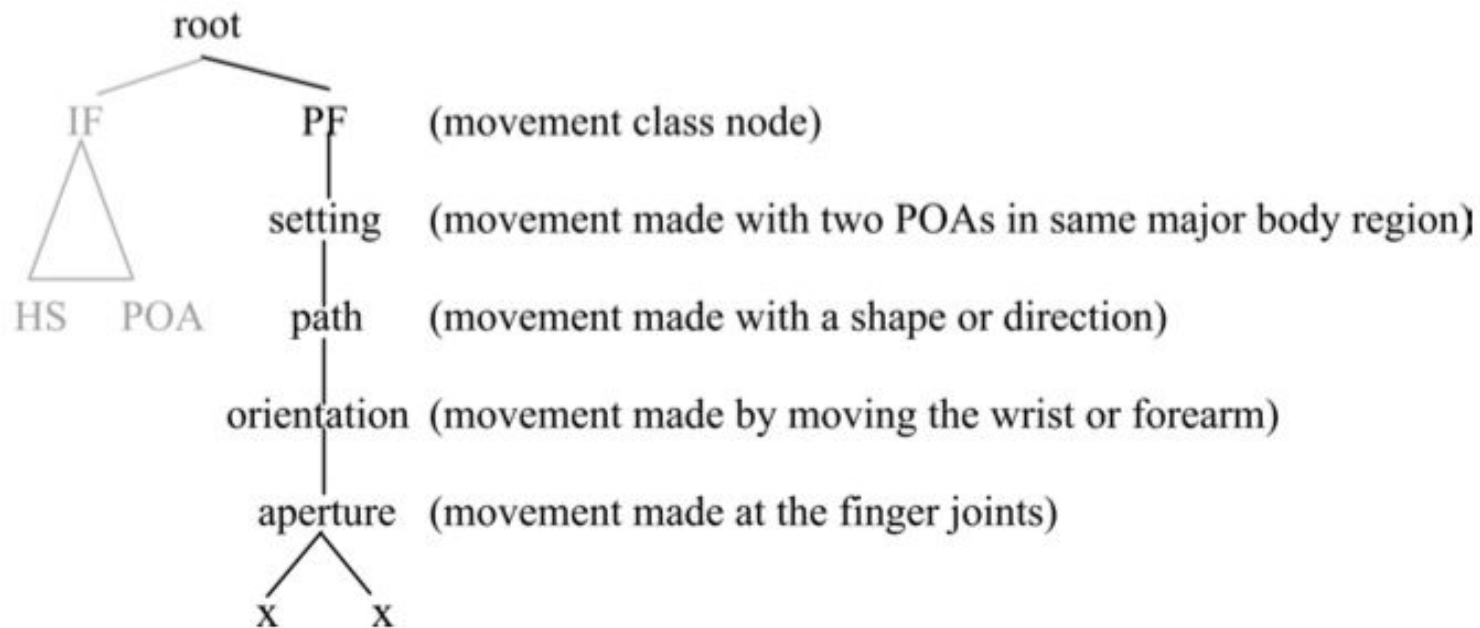 root
IF PF (movement class node)
setting (movement made with two POAs in same major body region)
HS POA path (movement made with a shape or direction)
orientation (movement made by moving the wrist or forearm)
aperture (movement made at the finger joints)
x x